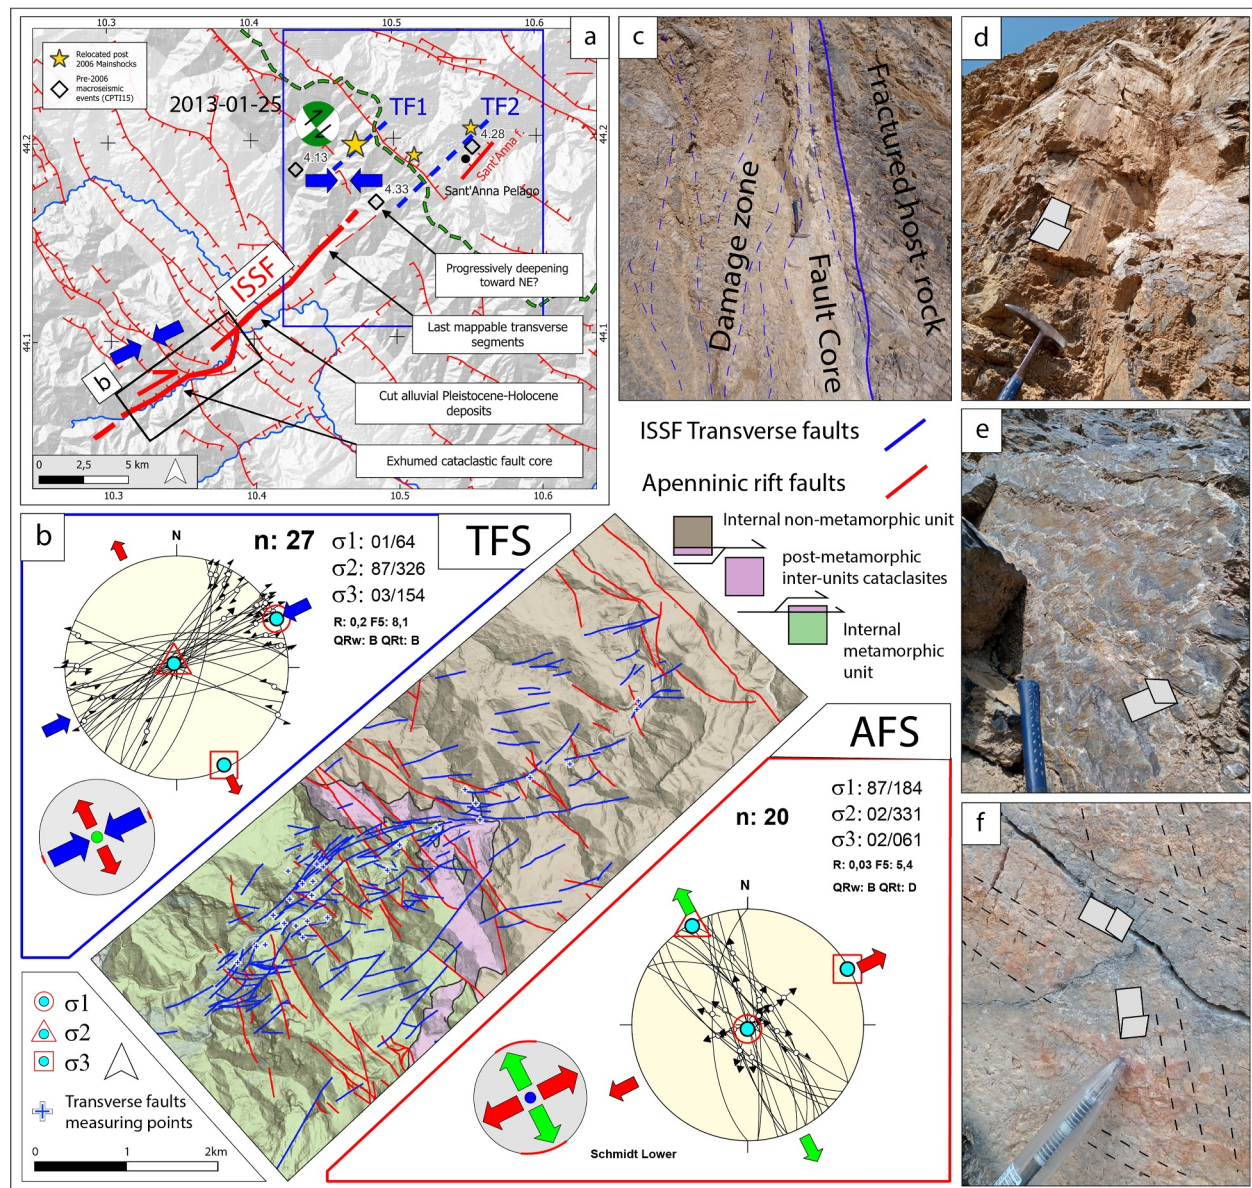 10.3
10.4
10.5
10.6
a
Relocated post
2006 Mainshocks
Pre-2006
macroseismic
events (CPTI15)
2013-01-25
TF1
TF2
44.2
44.2
4.28
4.13
4.33
Sant'Anna f.
Sant'Anna Pelago
ISSF
Progressively deepening
toward NE?
Last mappable transverse
segments
44.1
44.1
b
Cut alluvial Pleistocene-Holocene
deposits
Exhumed cataclastic fault core
0 2,5 5 km
10.3
10.4
10.5
10.6
c
Damage zone
Fault Core
Fractured host rock
d
e
f
ISSF Transverse faults
Apenninic rift faults
Internal non-metamorphic unit
post-metamorphic
inter-units cataclasites
Internal
metamorphic
unit
b
N
n: 27
TFS
σ1: 01/64
σ2: 87/326
σ3: 03/154
R: 0,2 F5: 8,1
QRw: B QRt: B
AFS
n: 20
σ1: 87/184
σ2: 02/331
σ3: 02/061
R: 0,03 F5: 5,4
QRw: B QRt: D
N
Schmidt Lower
σ1
σ2
σ3
Transverse faults
measuring points
0 1 2km